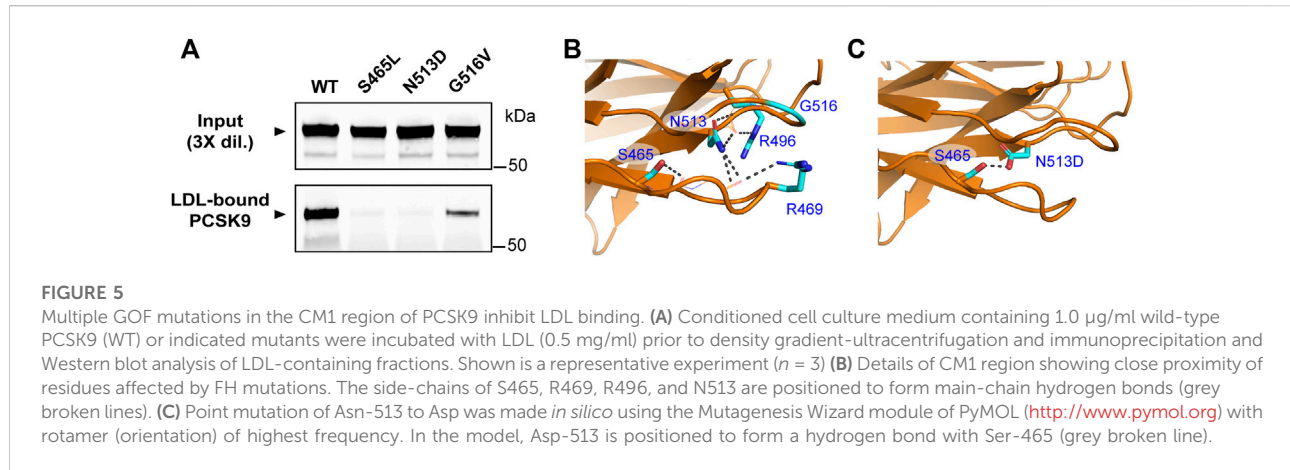 A
WT
S465L
N513D
G516V
Input
(3X dil.)
kDa
50
LDL-bound
PCSK9
50
B
G516
N513
R496
S465
R469
C
S465
N513D
FIGURE 5
Multiple GOF mutations in the CM1 region of PCSK9 inhibit LDL binding. (A) Conditioned cell culture medium containing 1.0 µg/ml wild-type
PCSK9 (WT) or indicated mutants were incubated with LDL (0.5 mg/ml) prior to density gradient-ultracentrifugation and immunoprecipitation and
Western blot analysis of LDL-containing fractions. Shown is a representative experiment (n = 3) (B) Details of CM1 region showing close proximity of
residues affected by FH mutations. The side-chains of S465, R469, R496, and N513 are positioned to form main-chain hydrogen bonds (grey
broken lines). (C) Point mutation of Asn-513 to Asp was made in silico using the Mutagenesis Wizard module of PyMOL (http://www.pymol.org) with
rotamer (orientation) of highest frequency. In the model, Asp-513 is positioned to form a hydrogen bond with Ser-465 (grey broken line).